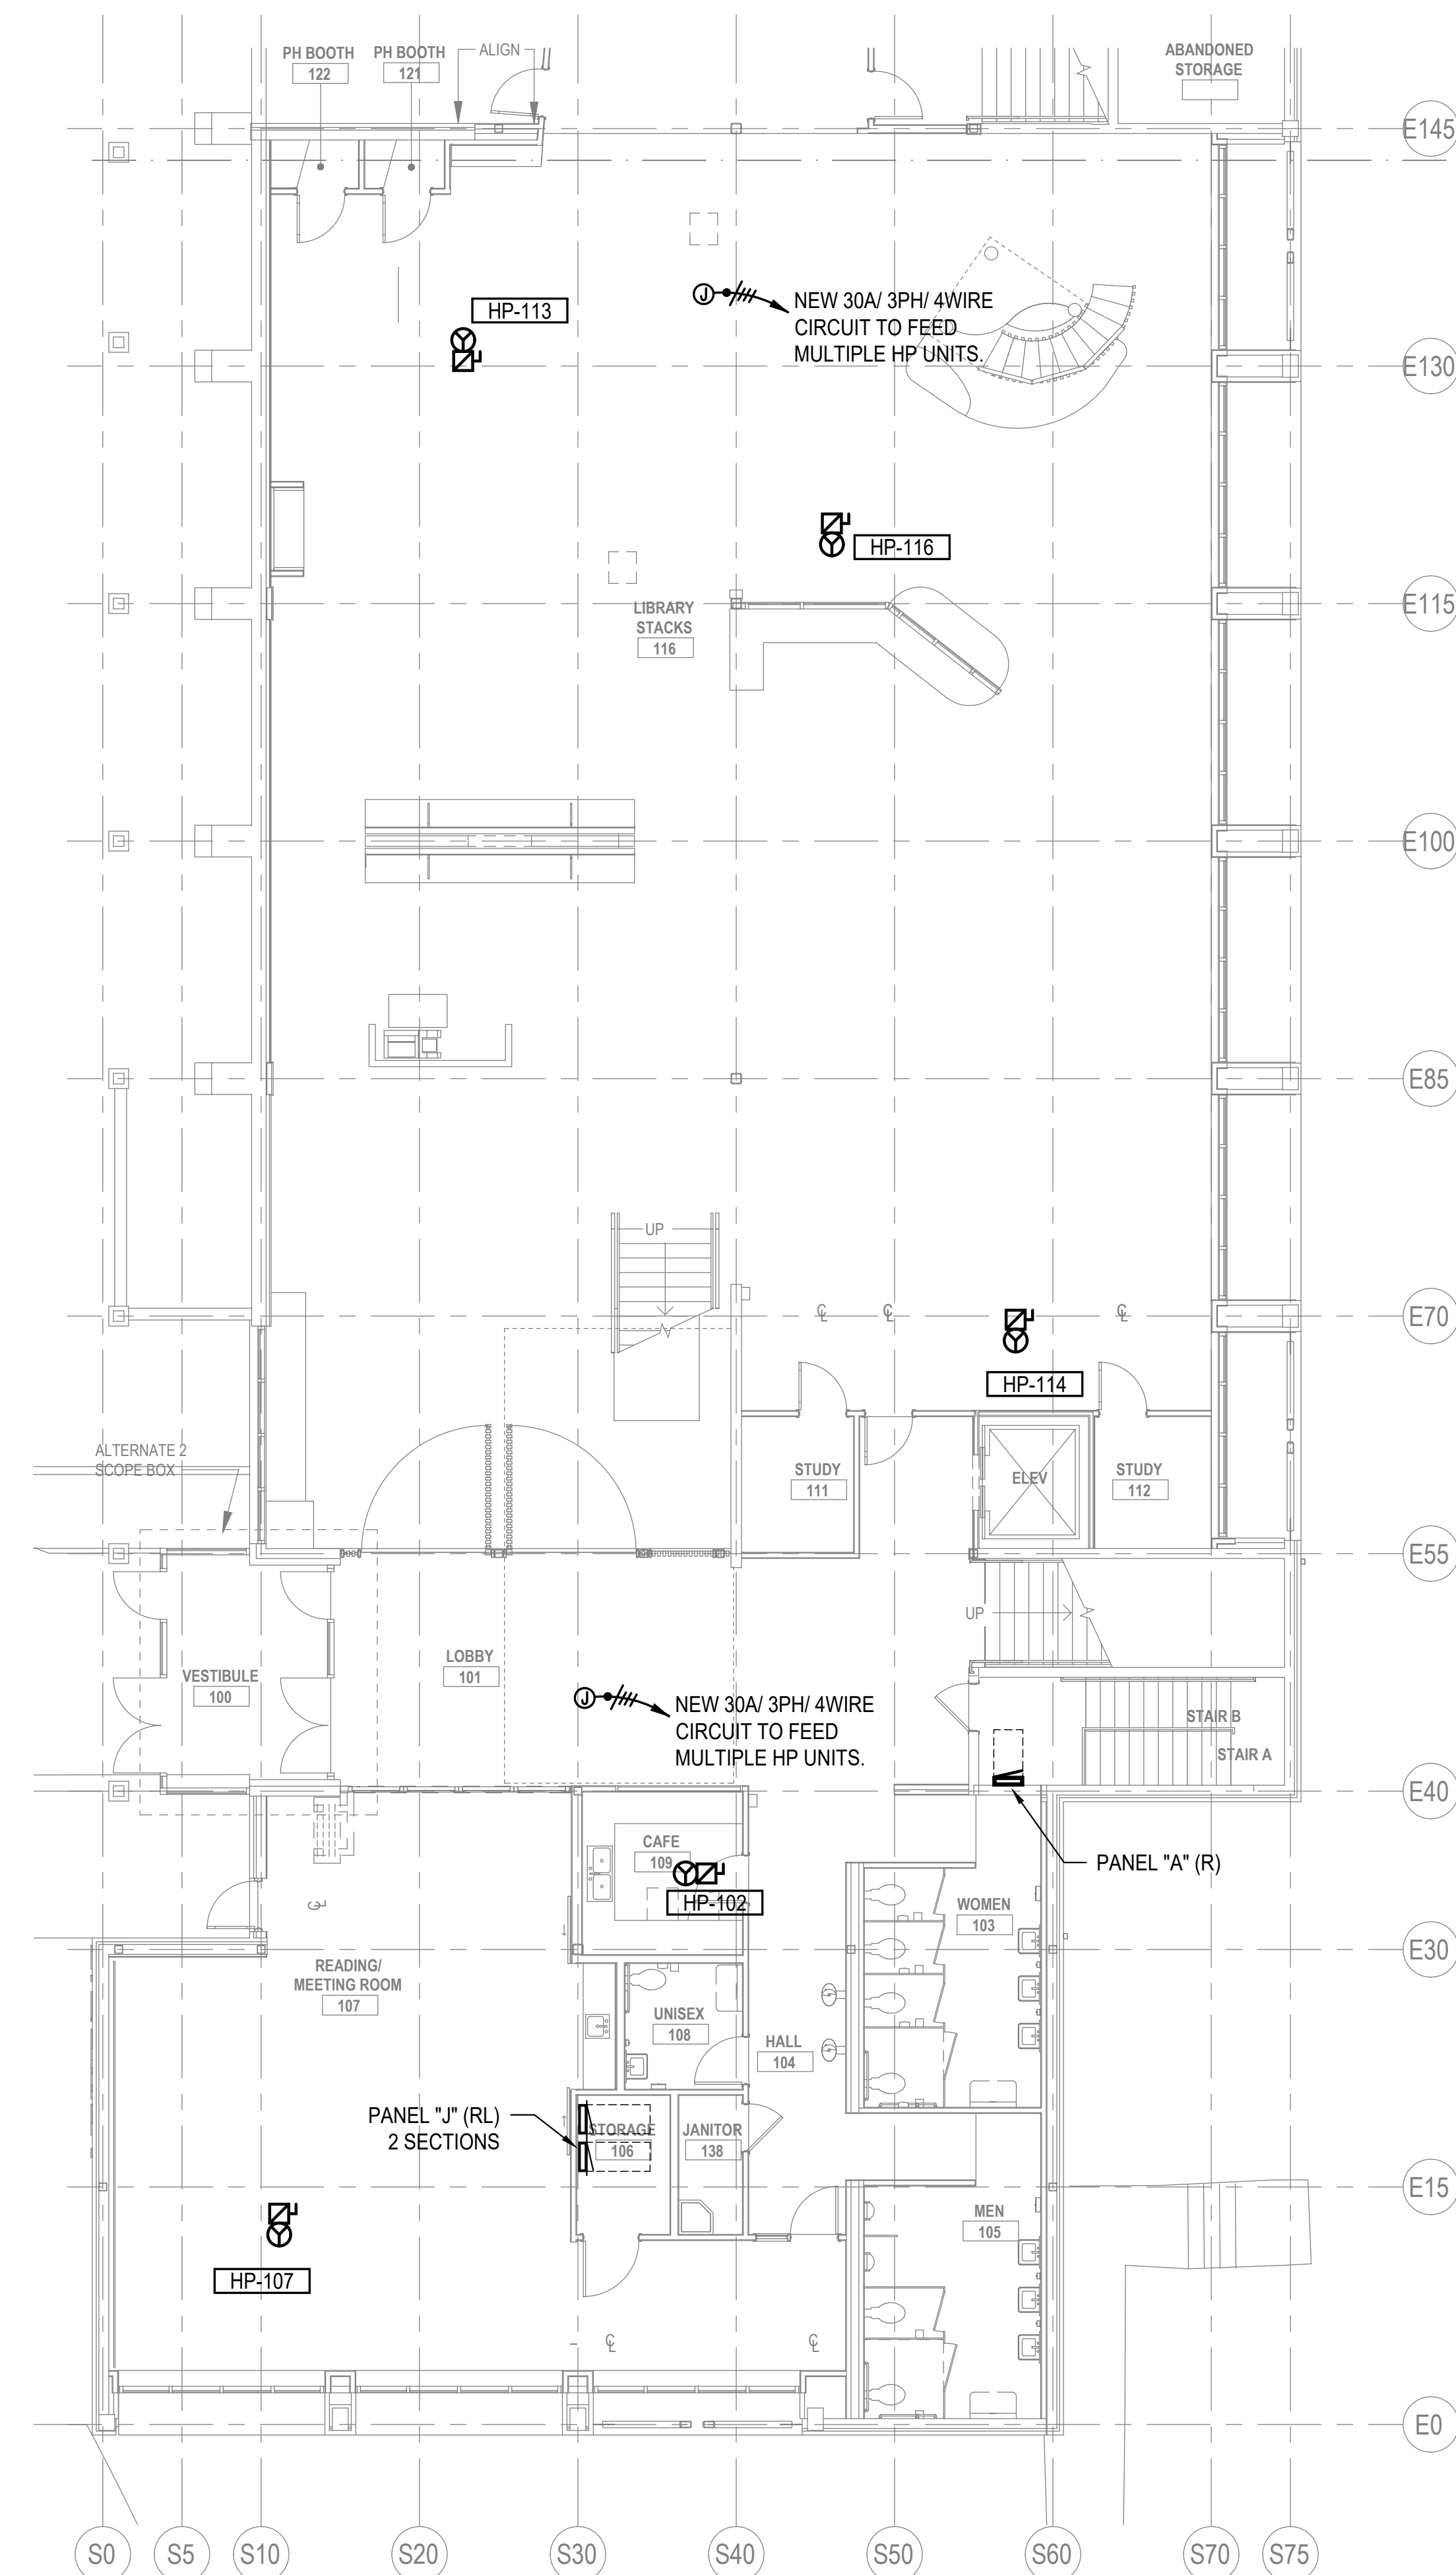 PH BOOTH
122
PH BOOTH
121
ALIGN
ABANDONED
STORAGE
E145
HP-113
J
NEW 30A/ 3PH/ 4WIRE
CIRCUIT TO FEED
MULTIPLE HP UNITS.
E130
HP-116
LIBRARY
STACKS
116
E115
E100
E85
UP
E70
HP-114
ALTERNATE 2
SCOPE BOX
STUDY
111
ELEV
STUDY
112
E55
UP
VESTIBULE
100
LOBBY
101
J
NEW 30A/ 3PH/ 4WIRE
CIRCUIT TO FEED
MULTIPLE HP UNITS.
STAIR B
STAIR A
E40
CAFE
109
HP-102
PANEL "A" (R)
WOMEN
103
E30
READING/
MEETING ROOM
107
UNISEX
108
HALL
104
PANEL "J" (RL)
2 SECTIONS
STORAGE
106
JANITOR
138
E15
MEN
105
HP-107
E0
S0
S5
S10
S20
S30
S40
S50
S60
S70
S75